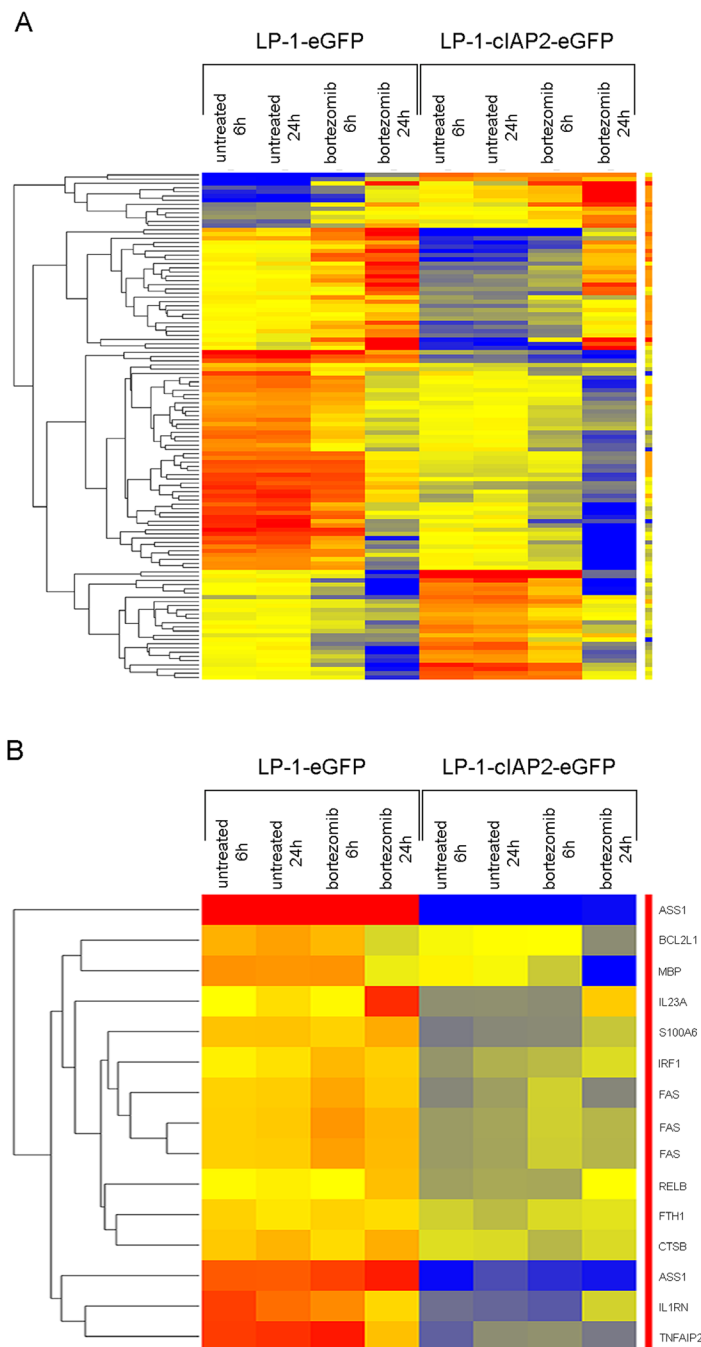 A
LP-1-eGFP LP-1-cIAP2-eGFP
untreated 6h
untreated 24h
bortezomib 6h
bortezomib 24h
untreated 6h
untreated 24h
bortezomib 6h
bortezomib 24h
B
LP-1-eGFP LP-1-cIAP2-eGFP
untreated 6h
untreated 24h
bortezomib 6h
bortezomib 24h
untreated 6h
untreated 24h
bortezomib 6h
bortezomib 24h
ASS1
BCL2L1
MBP
IL23A
S100A6
IRF1
FAS
FAS
FAS
RELB
FTH1
CTSB
ASS1
IL1RN
TNFAIP2